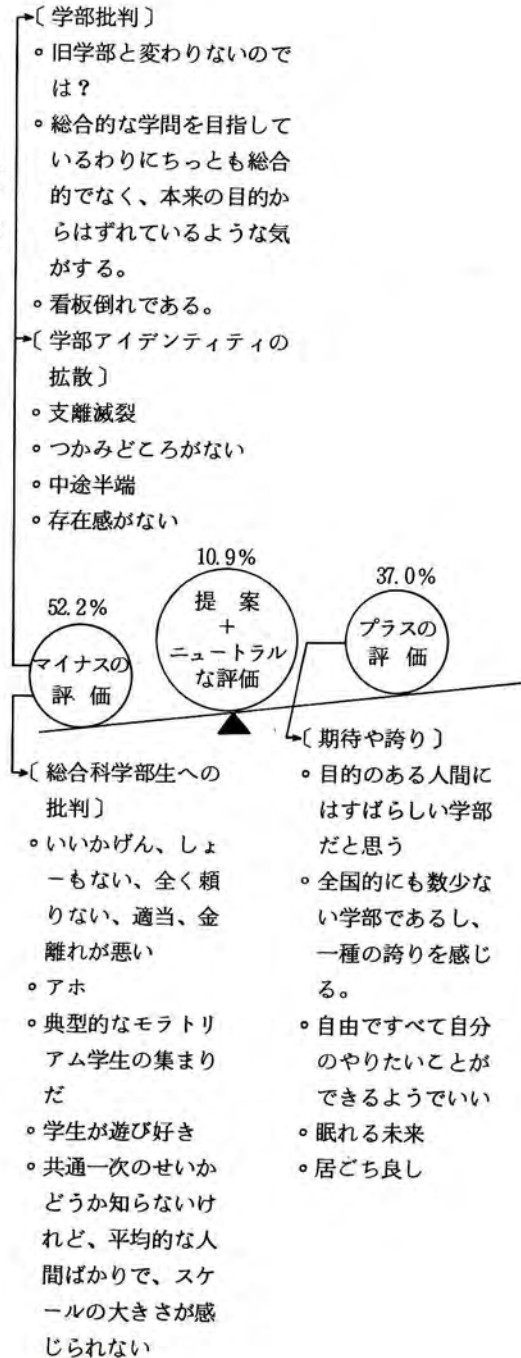 〔学部批判〕
∘旧学部と変わりないので
は？
∘総合的な学問を目指して
いるわりにちっとも総合
的でなく、本来の目的か
らはずれているような気
がする。
∘看板倒れである。
〔学部アイデンティティの
拡散〕
∘支離滅裂
∘つかみどころがない
∘中途半端
∘存在感がない
52.2%
マイナスの
評価
10.9%
提案
+
ニュートラル
な評価
37.0%
プラスの
評価
〔総合科学部生への
批判〕
∘いいかげん、しょ
ーもない、全く頼
りない、適当、金
離れが悪い
∘アホ
∘典型的なモラトリ
アム学生の集まり
だ
∘学生が遊び好き
∘共通一次のせいか
どうか知らないけ
れど、平均的な人
間ばかりで、スケ
ールの大きさが感
じられない
〔期待や誇り〕
∘目的のある人間に
はすばらしい学部
だと思う
∘全国的にも数少な
い学部であるし、
一種の誇りを感じ
る。
∘自由ですべて自分
のやりたいことが
できるようでいい
∘眠れる未来
∘居ごち良し